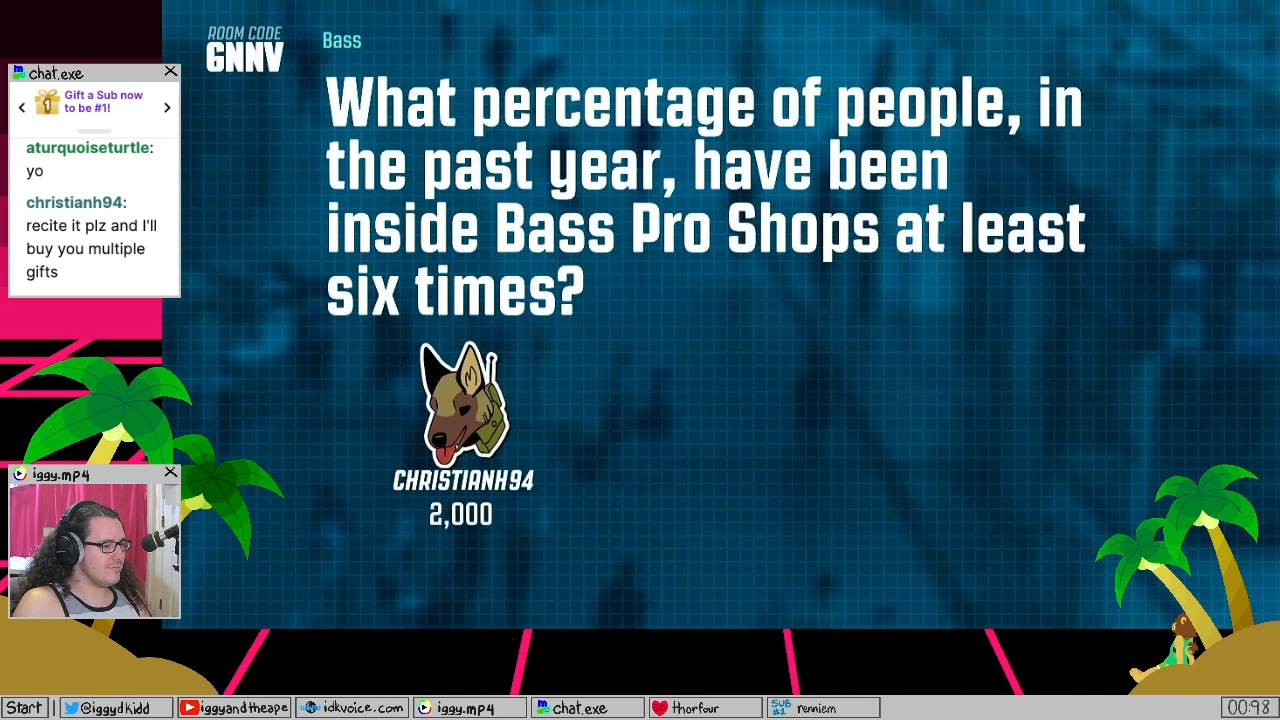 ROOM CODE
GNNV
Bass
What percentage of people, in
the past year, have been
inside Bass Pro Shops at least
six times?
CHRISTIANH94
2,000
chat.exe
1
Gift a Sub now
to be #1!
aturquoiseturtle:
yo
christianh94:
recite it plz and I'll
buy you multiple
gifts
iggy.mp4
Start
@iggydkidd
iggyandtheape
www
idkvoice.com
iggy.mp4
chat.exe
thorfour
SUB
#1
renniem
00:98